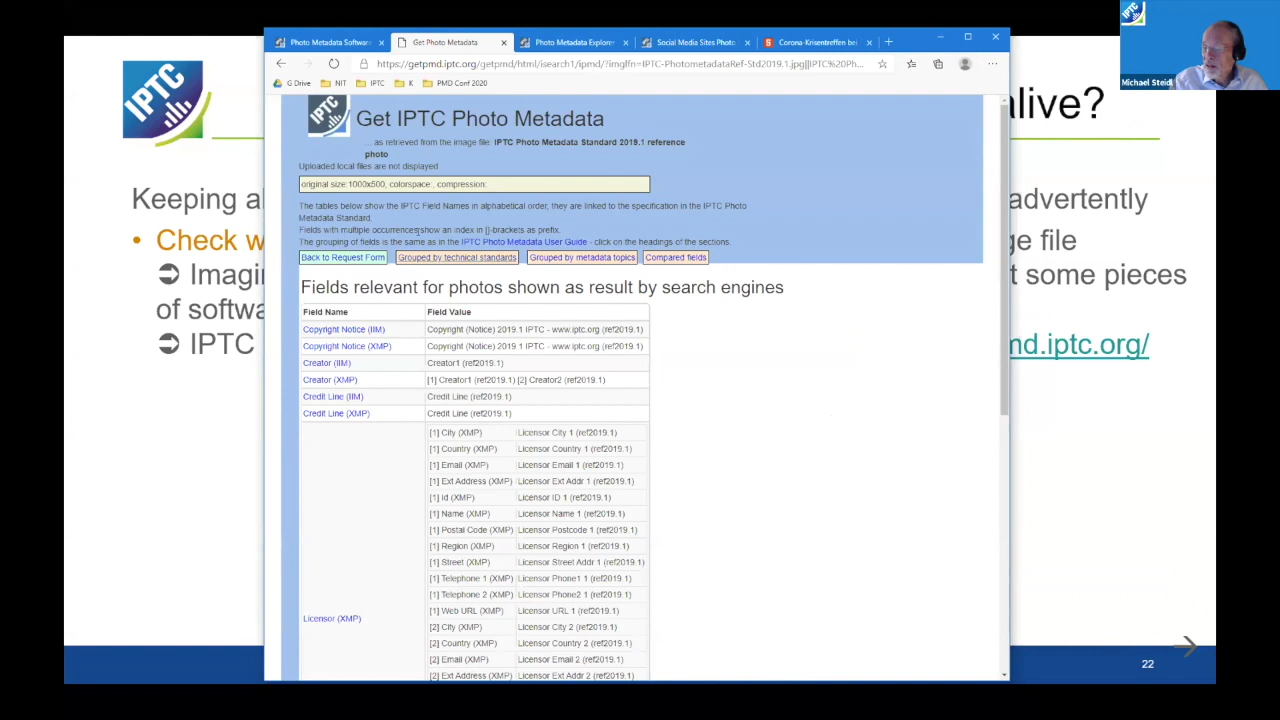 Photo Metadata Software
Get Photo Metadata
Photo Metadata Explorer
Social Media Sites Photo
Corona-Krisentreffen bei
https://getpmd.iptc.org/getpmd/html/isearch1/ipmd/?imglfn=IPTC-PhotometadataRef-Std2019.1.jpg||IPTC%20Ph...
G Drive
NIT
IPTC
K
PMD Conf 2020
IPTC
Michael Steidl
IPTC
alive?
IPTC
Get IPTC Photo Metadata
... as retrieved from the image file: IPTC Photo Metadata Standard 2019.1 reference
photo
Uploaded local files are not displayed
original size:1000x500, colorspace:, compression:
The tables below show the IPTC Field Names in alphabetical order, they are linked to the specification in the IPTC Photo
Metadata Standard.
Fields with multiple occurrences show an index in []-brackets as prefix.
The grouping of fields is the same as in the IPTC Photo Metadata User Guide - click on the headings of the sections.
Back to Request Form Grouped by technical standards Grouped by metadata topics Compared fields
Fields relevant for photos shown as result by search engines
Field Name Field Value
Copyright Notice (IIM) Copyright (Notice) 2019.1 IPTC - www.iptc.org (ref2019.1)
Copyright Notice (XMP) Copyright (Notice) 2019.1 IPTC - www.iptc.org (ref2019.1)
Creator (IIM) Creator1 (ref2019.1)
Creator (XMP) [1] Creator1 (ref2019.1) [2] Creator2 (ref2019.1)
Credit Line (IIM) Credit Line (ref2019.1)
Credit Line (XMP) Credit Line (ref2019.1)
Licensor (XMP)
[1] City (XMP) Licensor City 1 (ref2019.1)
[1] Country (XMP) Licensor Country 1 (ref2019.1)
[1] Email (XMP) Licensor Email 1 (ref2019.1)
[1] Ext Address (XMP) Licensor Ext Addr 1 (ref2019.1)
[1] Id (XMP) Licensor ID 1 (ref2019.1)
[1] Name (XMP) Licensor Name 1 (ref2019.1)
[1] Postal Code (XMP) Licensor Postcode 1 (ref2019.1)
[1] Region (XMP) Licensor Region 1 (ref2019.1)
[1] Street (XMP) Licensor Street Addr 1 (ref2019.1)
[1] Telephone 1 (XMP) Licensor Phone1 1 (ref2019.1)
[1] Telephone 2 (XMP) Licensor Phone2 1 (ref2019.1)
[1] Web URL (XMP) Licensor URL 1 (ref2019.1)
[2] City (XMP) Licensor City 2 (ref2019.1)
[2] Country (XMP) Licensor Country 2 (ref2019.1)
[2] Email (XMP) Licensor Email 2 (ref2019.1)
[2] Ext Address (XMP) Licensor Ext Addr 2 (ref2019.1)
Keeping a
advertently
• Check w
ge file
Imagin
t some pieces
of softwa
IPTC
md.iptc.org/
22